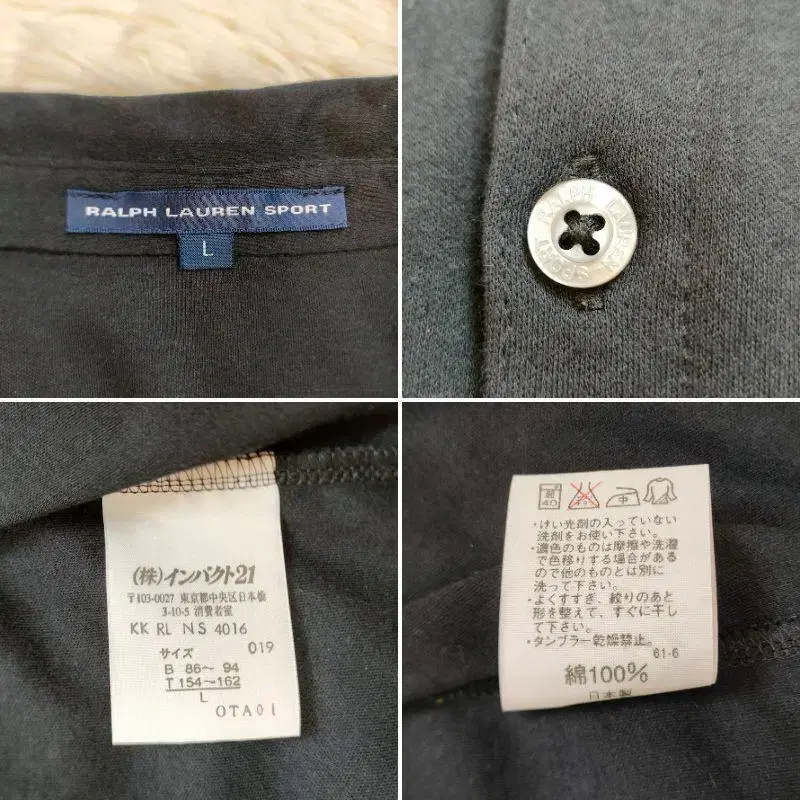 RALPH LAUREN SPORT
L
RALPH LAUREN SPORT
(株)インパクト21
〒103-0027 東京都中央区日本橋
3-10-5 消費者室
KK RL NS 4016
サイズ 019
B 86~ 94
T 154~162
L
OTA01
40 中
・けい光剤の入っていない
洗剤をお使い下さい。
・濃色のものは摩擦や洗濯
で色移りする場合がある
ので他のものとは別に
洗って下さい。
・よくすすぎ、絞りのあと
形を整えて、すぐに干し
て下さい。
・タンブラー乾燥禁止。
61-6
綿100%
日本製